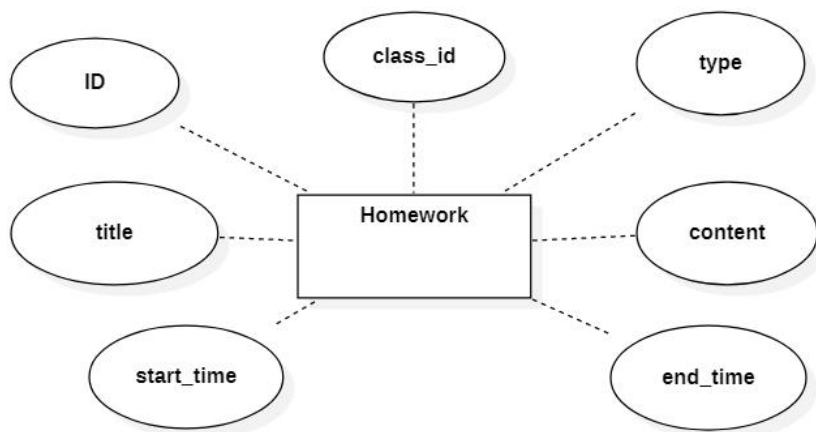 class_id
type
ID
Homework
title
content
start_time
end_time